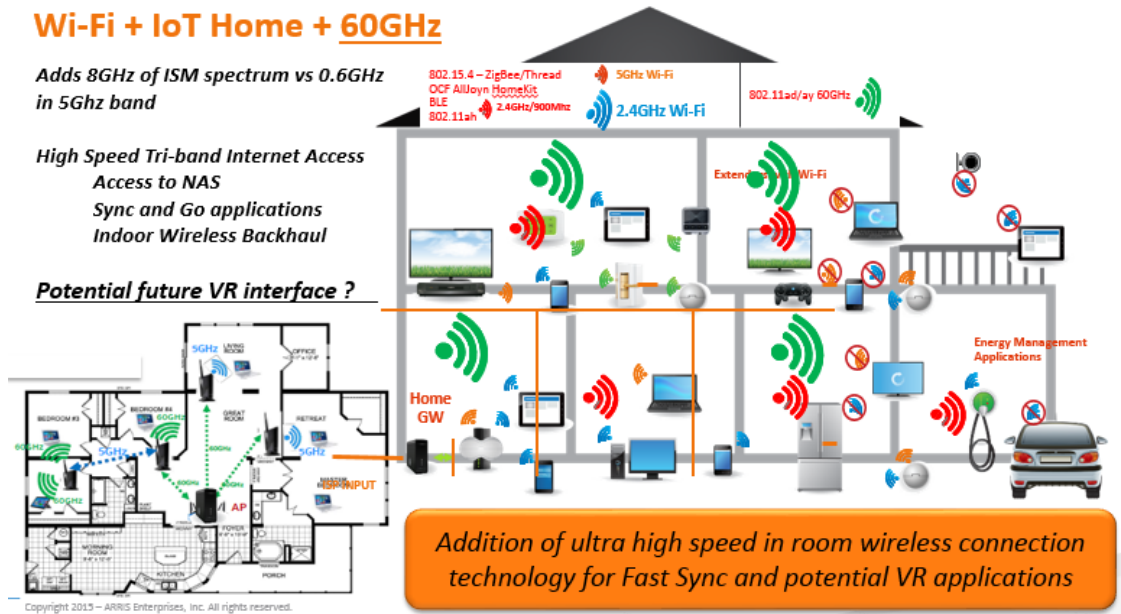 Wi-Fi + IoT Home + 60GHz
Adds 8GHz of ISM spectrum vs 0.6GHz
in 5Ghz band
High Speed Tri-band Internet Access
Access to NAS
Sync and Go applications
Indoor Wireless Backhaul
Potential future VR interface ?
802.15.4 – ZigBee/Thread
OCF AllJoyn HomeKit
BLE
802.11ah
2.4GHz/900Mhz
5GHz Wi-Fi
2.4GHz Wi-Fi
802.11ad/ay 60GHz
Wi-Fi
Energy Management
Applications
Home
GW
LIVING
ROOM
5GHz
OFFICE
BEDROOM #3
BEDROOM #4
60GHz
GREAT
ROOM
RETREAT
60GHz
5GHz
60GHz
5GHz
60GHz
60GHz
60GHz
INPUT
AP
FOYER
MORNING
ROOM
KITCHEN
PORCH
Addition of ultra high speed in room wireless connection
technology for Fast Sync and potential VR applications
Copyright 2015 – ARRIS Enterprises, Inc. All rights reserved.